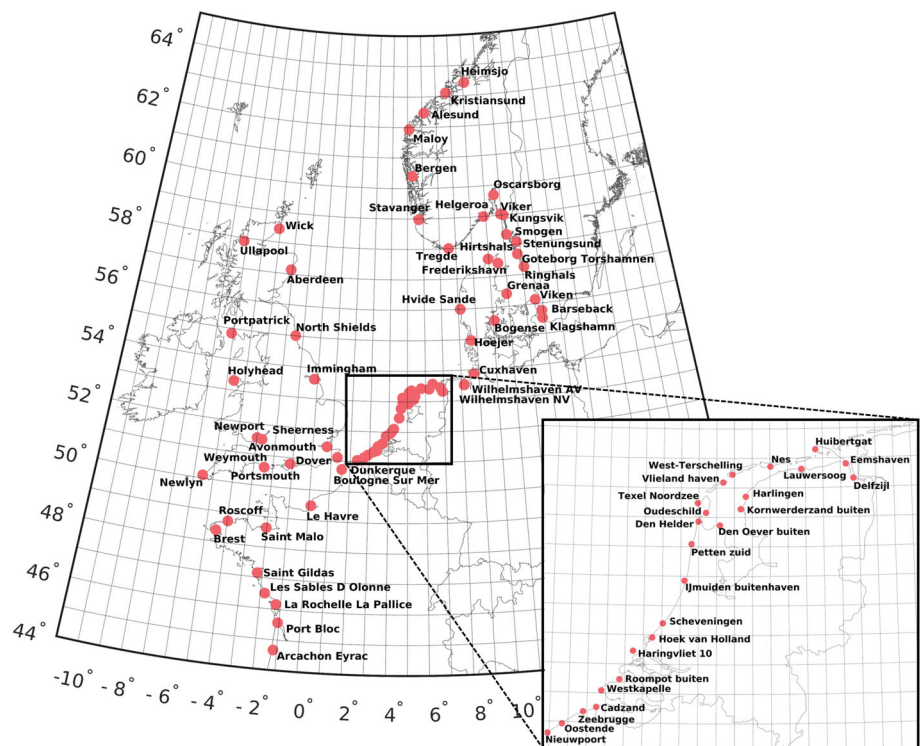 64°
62°
60°
58°
56°
54°
52°
50°
48°
46°
44°
-10°
- 8°
- 6°
- 4°
- 2°
0°
2°
4°
6°
8°
10°
Heimsjo
Kristiansund
Alesund
Maloy
Bergen
Oscarsborg
Stavanger
Helgeroa
Viker
Kungsvik
Wick
Smogen
Ullapool
Tregde
Hirtshals
Stenungsund
Goteborg Torshamnen
Frederikshavn
Ringhals
Aberdeen
Grenaa
Hvide Sande
Viken
Barseback
Portpatrick
North Shields
Bogense
Klagshamn
Hoejer
Holyhead
Immingham
Cuxhaven
Wilhelmshaven AV
Wilhelmshaven NV
Newport
Sheerness
Avonmouth
Weymouth
Dover
Dunkerque
Newlyn
Portsmouth
Boulogne Sur Mer
Roscoff
Le Havre
Brest
Saint Malo
Saint Gildas
Les Sables D Olonne
La Rochelle La Pallice
Port Bloc
Arcachon Eyrac
Huibertgat
Nes
Eemshaven
West-Terschelling
Lauwersoog
Vlieland haven
Delfzijl
Texel Noordzee
Harlingen
Oudeschild
Kornwerderzand buiten
Den Helder
Den Oever buiten
Petten zuid
IJmuiden buitenhaven
Scheveningen
Hoek van Holland
Haringvliet 10
Roompot buiten
Westkapelle
Cadzand
Zeebrugge
Oostende
Nieuwpoort